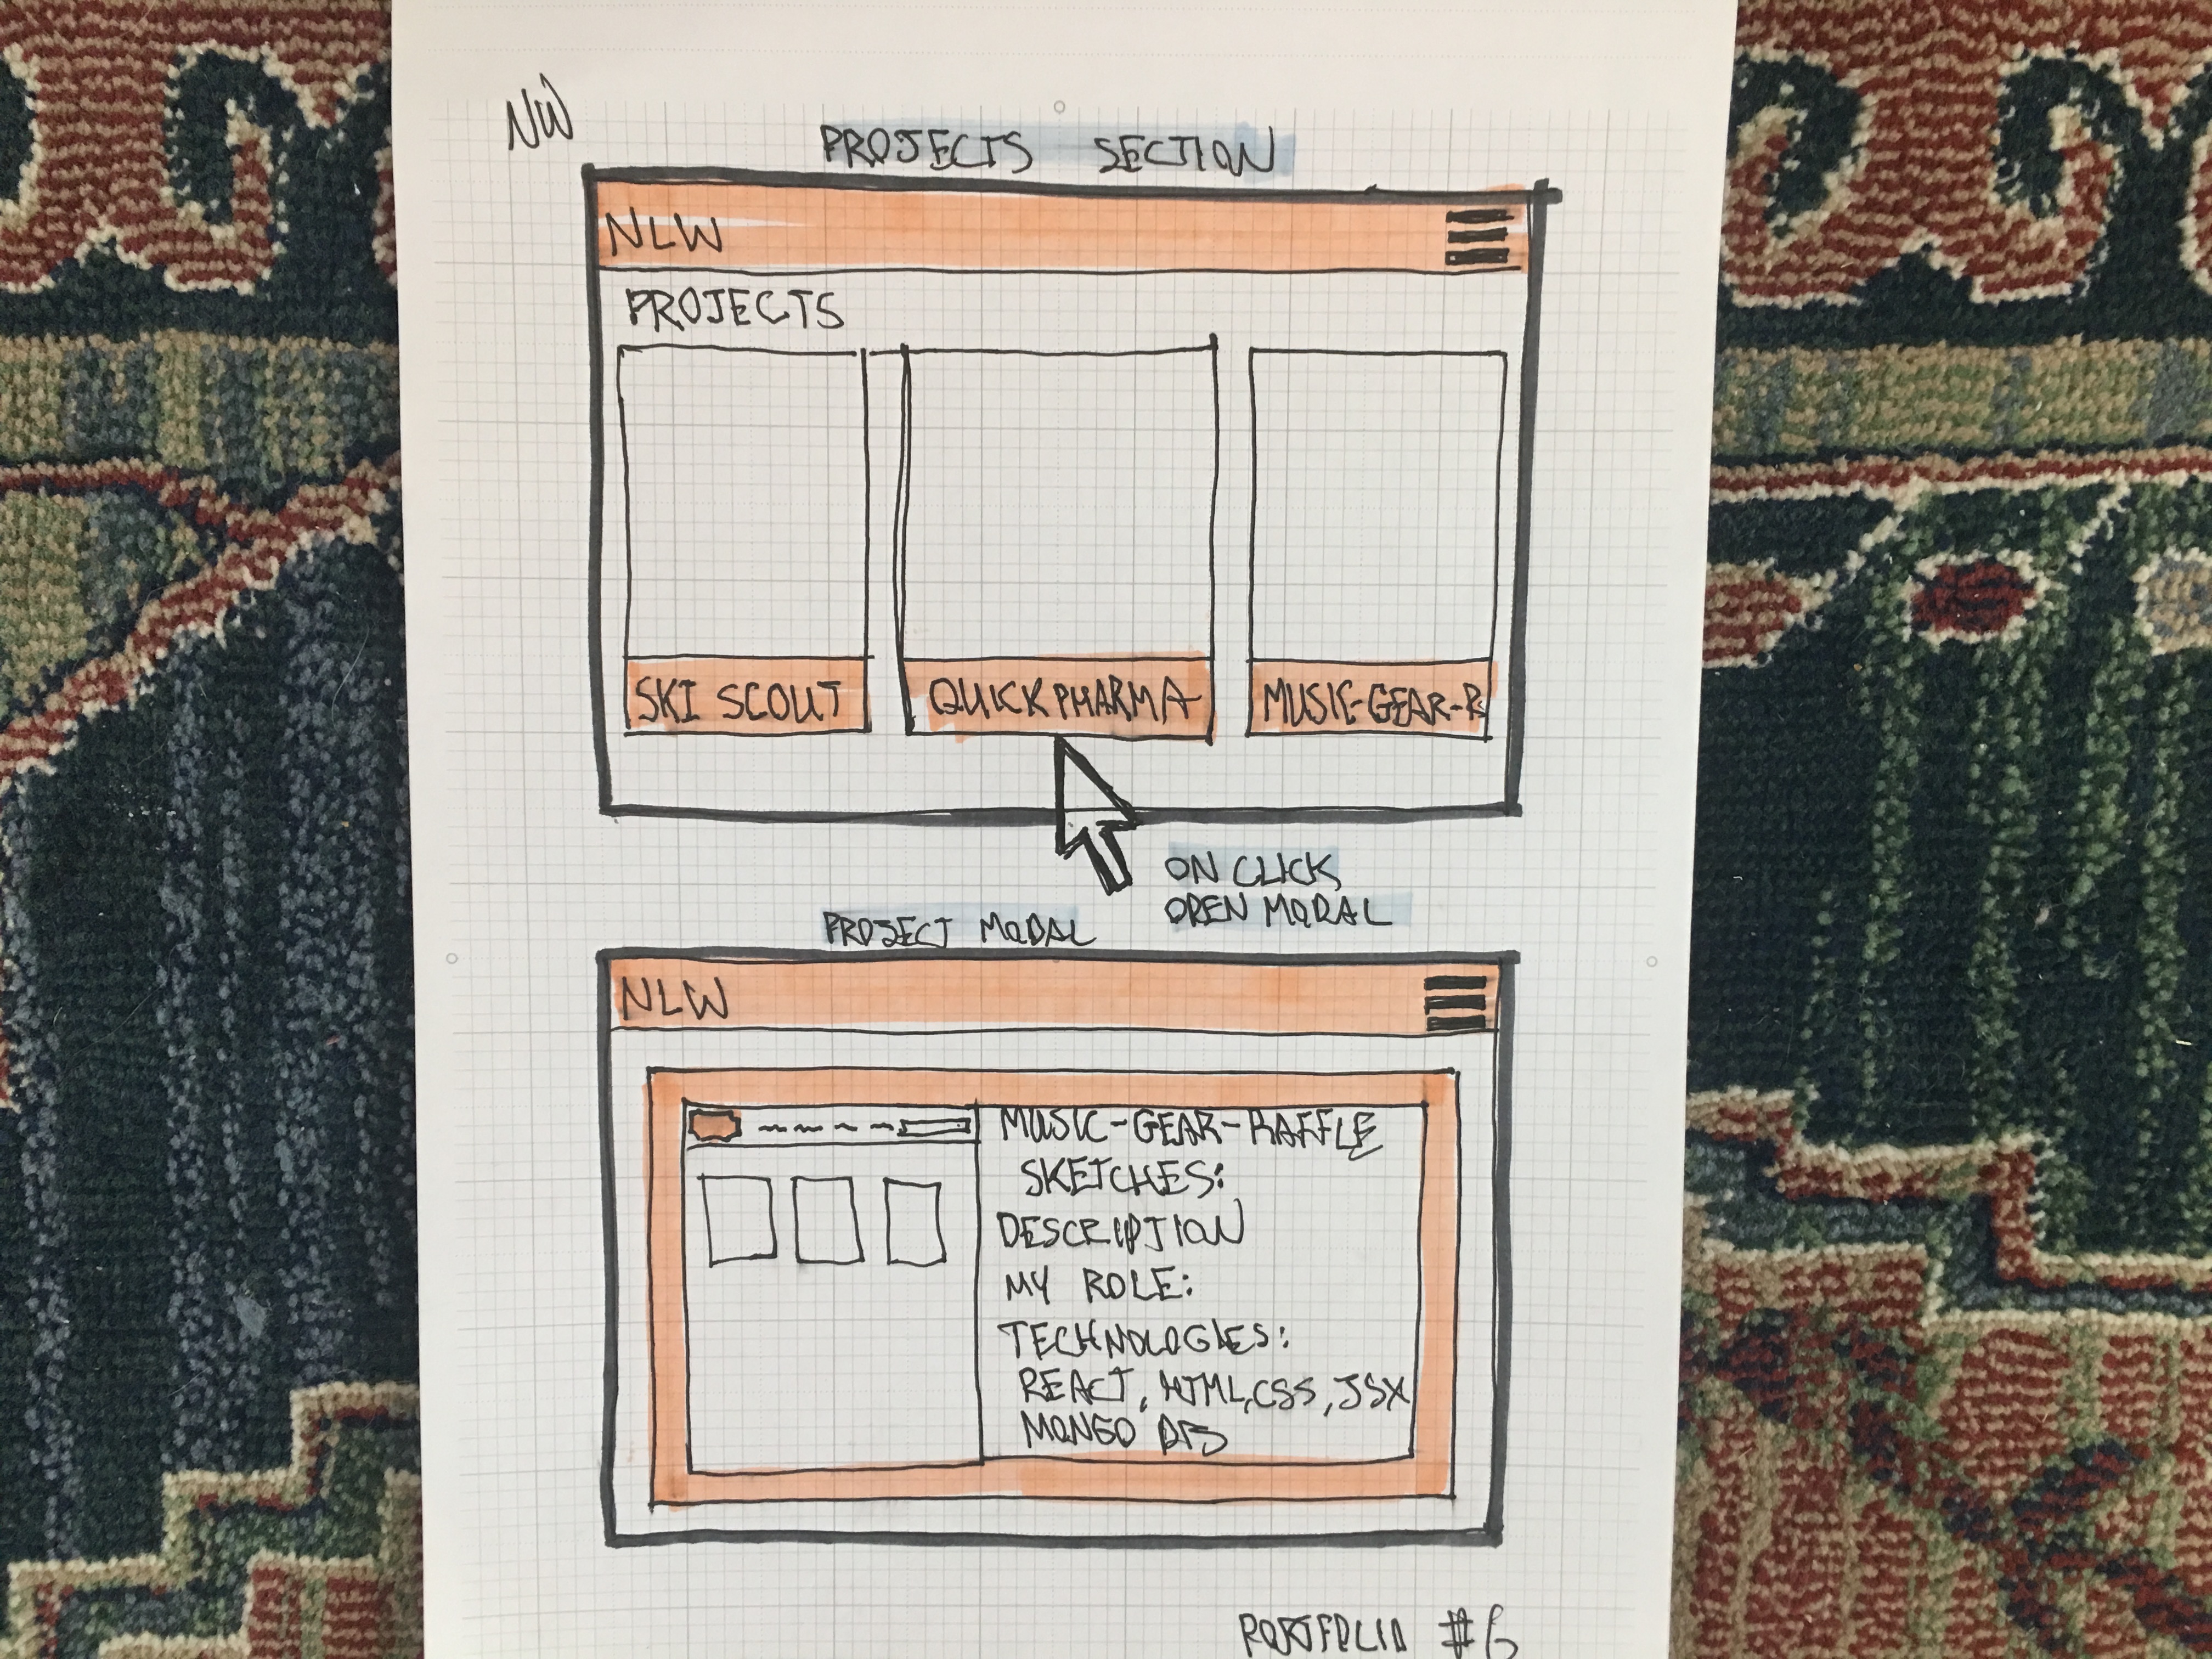 NW
PROJECTS SECTION
NLW
PROJECTS
SKI SCOUT
QUICKPHARMA
MUSIC-GEAR-R
ON CLICK
OPEN MODAL
PROJECT MODAL
NLW
MUSIC-GEAR-RAFFLE
SKETCHES:
DESCRIPTION
MY ROLE:
TECHNOLOGIES:
REACT, HTML, CSS, JSX
MONGO DB
PORTFOLIO #6